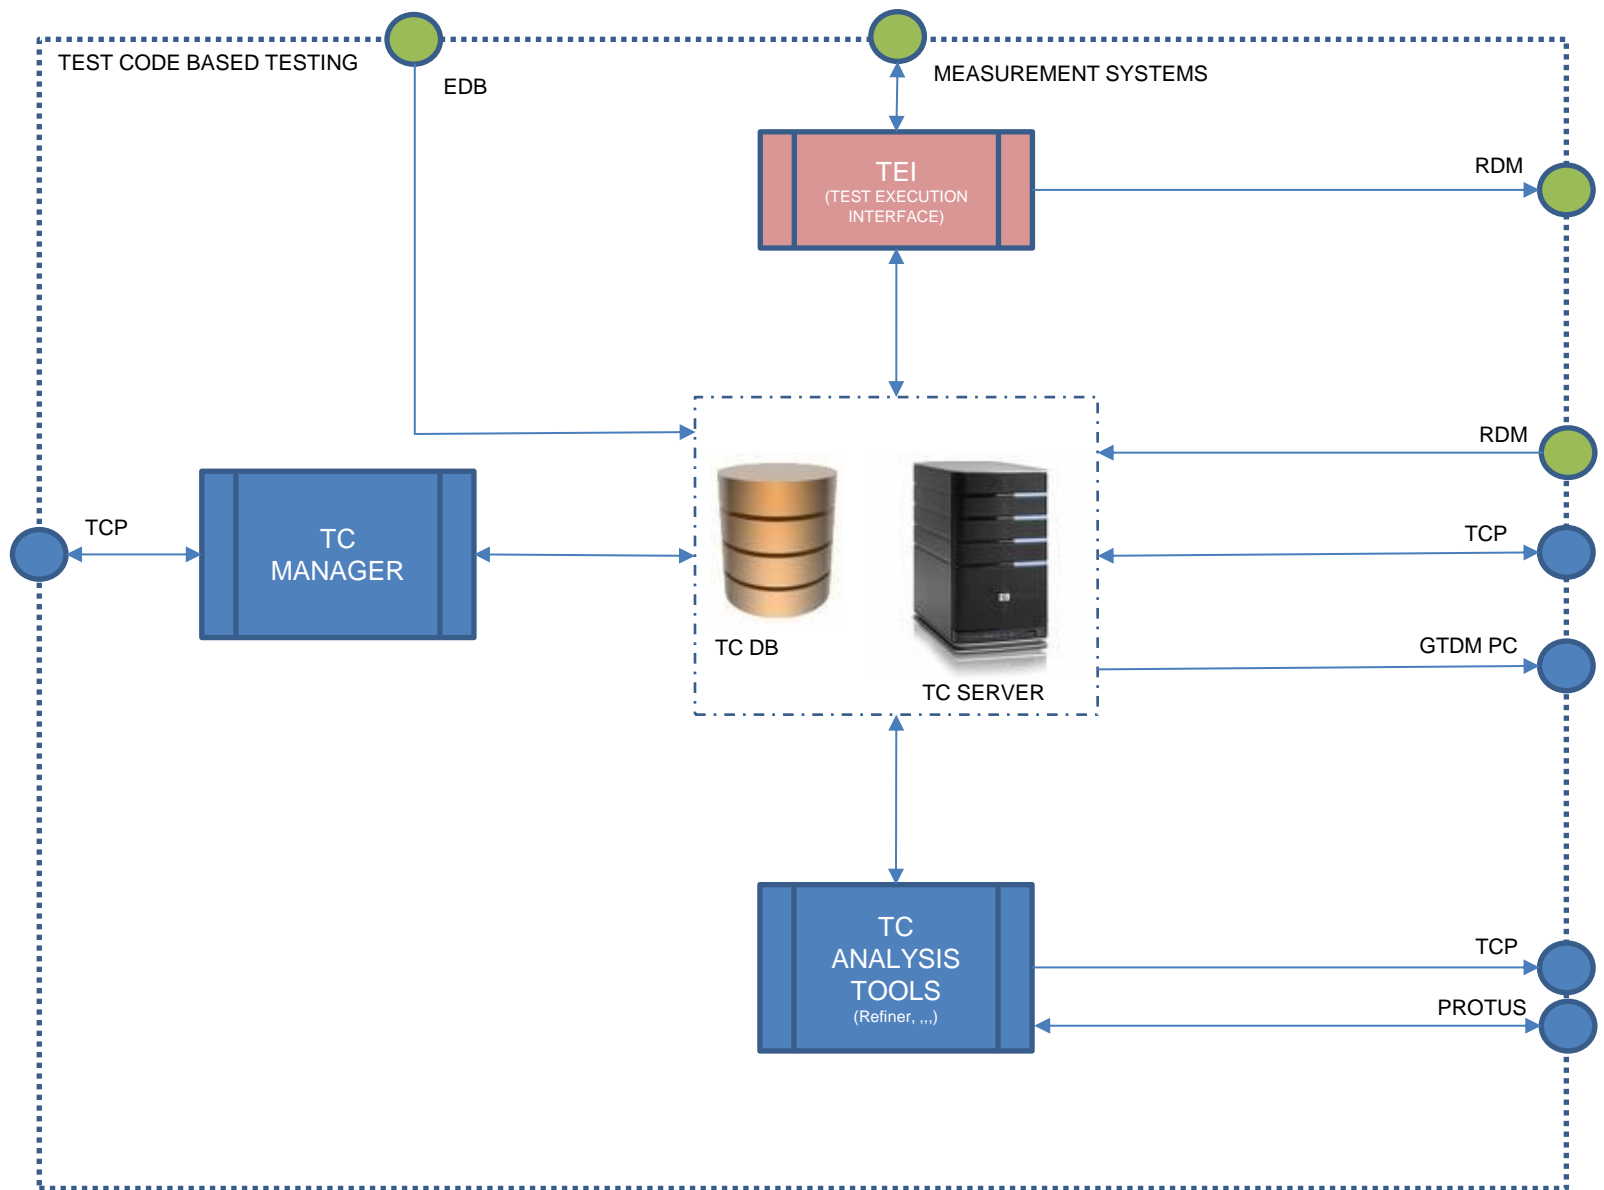 TEST CODE BASED TESTING
EDB
MEASUREMENT SYSTEMS
TEI
(TEST EXECUTION
INTERFACE)
RDM
RDM
TCP
TC
MANAGER
TCP
TC DB
GTDM PC
TC SERVER
TC
ANALYSIS
TOOLS
(Refiner, ,,,)
TCP
PROTUS